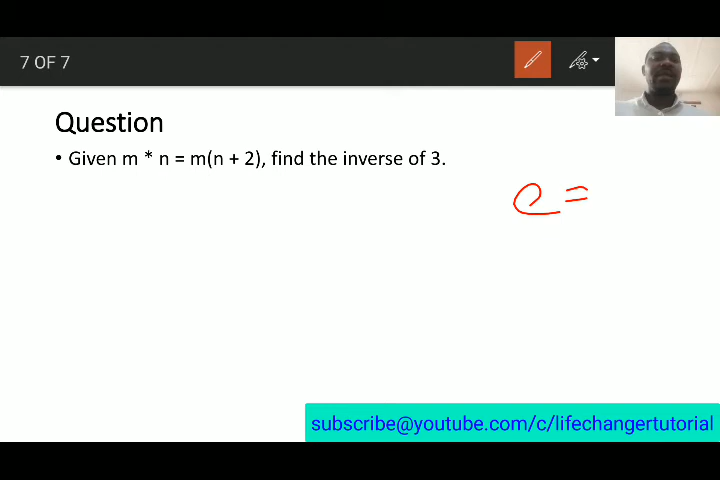 7 OF 7
Question
• Given m * n = m(n + 2), find the inverse of 3.
e =
subscribe@youtube.com/c/lifechangertutorial